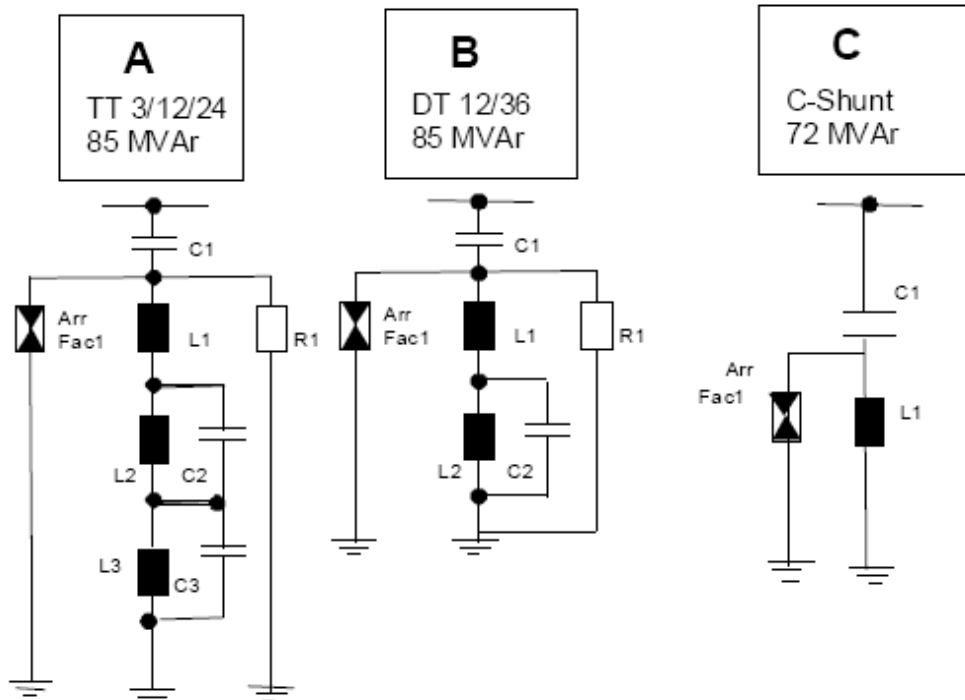 A
TT 3/12/24
85 MVAr
B
DT 12/36
85 MVAr
C
C-Shunt
72 MVAr
C1
Arr
Fac1
L1
R1
L2
C2
L3
C3
C1
Arr
Fac1
L1
R1
L2
C2
C1
Arr
Fac1
L1